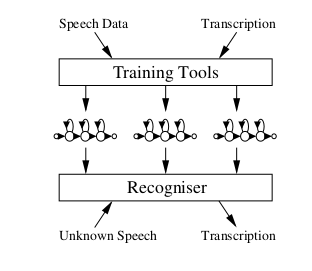 Speech Data
Transcription
Training Tools
Recogniser
Unknown Speech
Transcription